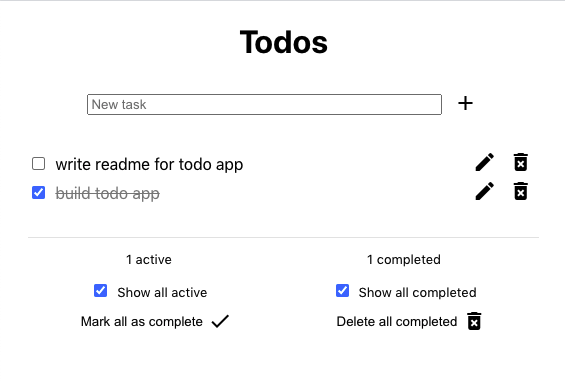 Todos
New task
write readme for todo app
build todo app
1 active
1 completed
Show all active
Show all completed
Mark all as complete
Delete all completed